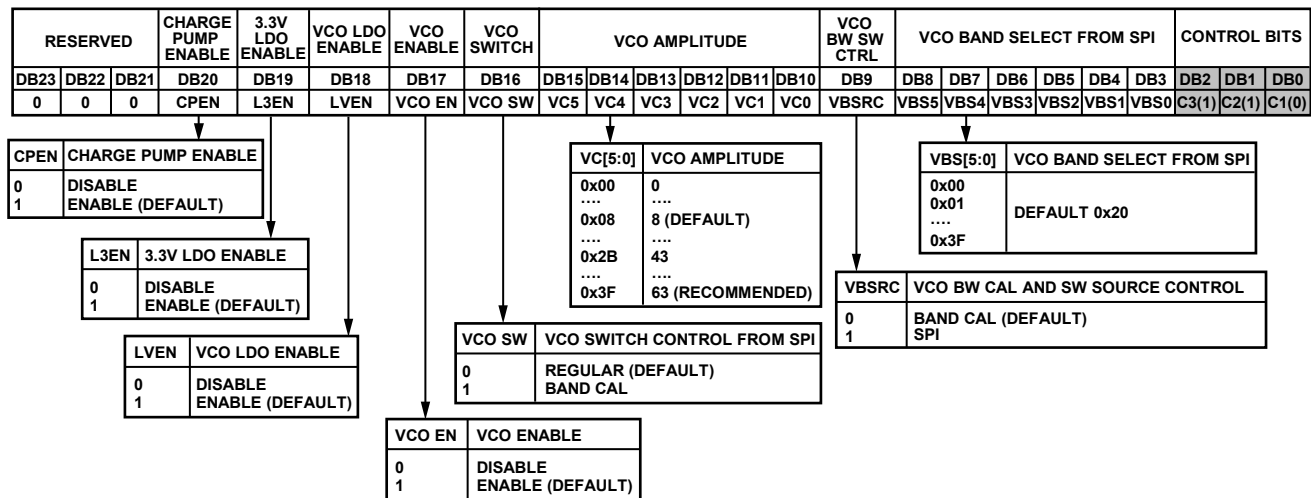 RESERVED CHARGE PUMP ENABLE 3.3V LDO ENABLE VCO LDO ENABLE VCO ENABLE VCO SWITCH VCO AMPLITUDE VCO BW SW CTRL VCO BAND SELECT FROM SPI CONTROL BITS
DB23 DB22 DB21 DB20 DB19 DB18 DB17 DB16 DB15 DB14 DB13 DB12 DB11 DB10 DB9 DB8 DB7 DB6 DB5 DB4 DB3 DB2 DB1 DB0
0 0 0 CPEN L3EN LVEN VCO EN VCO SW VC5 VC4 VC3 VC2 VC1 VC0 VBSRC VBS5 VBS4 VBS3 VBS2 VBS1 VBS0 C3(1) C2(1) C1(0)
CPEN CHARGE PUMP ENABLE
0 DISABLE
1 ENABLE (DEFAULT)
VC[5:0] VCO AMPLITUDE
0x00 0
.... ....
0x08 8 (DEFAULT)
.... ....
0x2B 43
.... ....
0x3F 63 (RECOMMENDED)
VBS[5:0] VCO BAND SELECT FROM SPI
0x00
0x01
DEFAULT 0x20
....
0x3F
L3EN 3.3V LDO ENABLE
0 DISABLE
1 ENABLE (DEFAULT)
VBSRC VCO BW CAL AND SW SOURCE CONTROL
0 BAND CAL (DEFAULT)
1 SPI
LVEN VCO LDO ENABLE
0 DISABLE
1 ENABLE (DEFAULT)
VCO SW VCO SWITCH CONTROL FROM SPI
0 REGULAR (DEFAULT)
1 BAND CAL
VCO EN VCO ENABLE
0 DISABLE
1 ENABLE (DEFAULT)